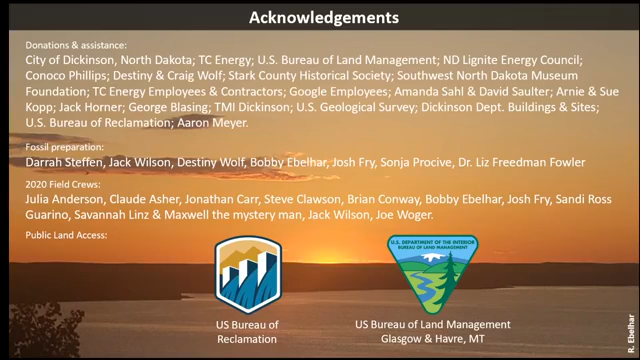 Acknowledgements
Donations & assistance:
City of Dickinson, North Dakota; TC Energy; U.S. Bureau of Land Management; ND Lignite Energy Council;
Conoco Phillips; Destiny & Craig Wolf; Stark County Historical Society; Southwest North Dakota Museum
Foundation; TC Energy Employees & Contractors; Google Employees; Amanda Sahl & David Saulter; Arnie & Sue
Kopp; Jack Horner; George Blasing; TMI Dickinson; U.S. Geological Survey; Dickinson Dept. Buildings & Sites;
U.S. Bureau of Reclamation; Aaron Meyer.
Fossil preparation:
Darrah Steffen, Jack Wilson, Destiny Wolf, Bobby Ebelhar, Josh Fry, Sonja Procive, Dr. Liz Freedman Fowler
2020 Field Crews:
Julia Anderson, Claude Asher, Jonathan Carr, Steve Clawson, Brian Conway, Bobby Ebelhar, Josh Fry, Sandi Ross
Guarino, Savannah Linz & Maxwell the mystery man, Jack Wilson, Joe Woger.
Public Land Access:
U.S. DEPARTMENT OF THE INTERIOR
BUREAU OF LAND MANAGEMENT
US Bureau of
Reclamation
US Bureau of Land Management
Glasgow & Havre, MT
R. Ebelhar